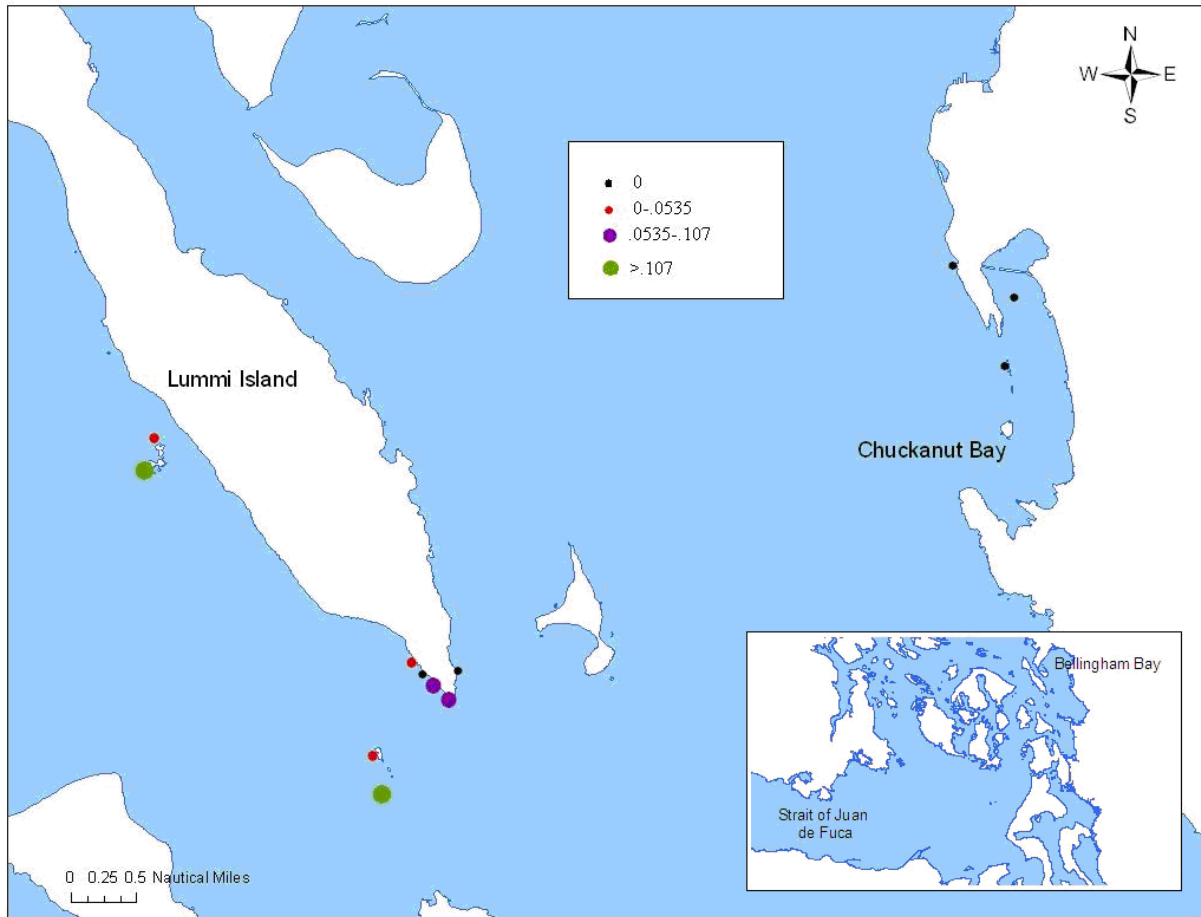 N
W E
S
0
0-.0535
.0535-.107
>.107
Lummi Island
Chuckanut Bay
Bellingham Bay
Strait of Juan
de Fuca
0 0.25 0.5 Nautical Miles